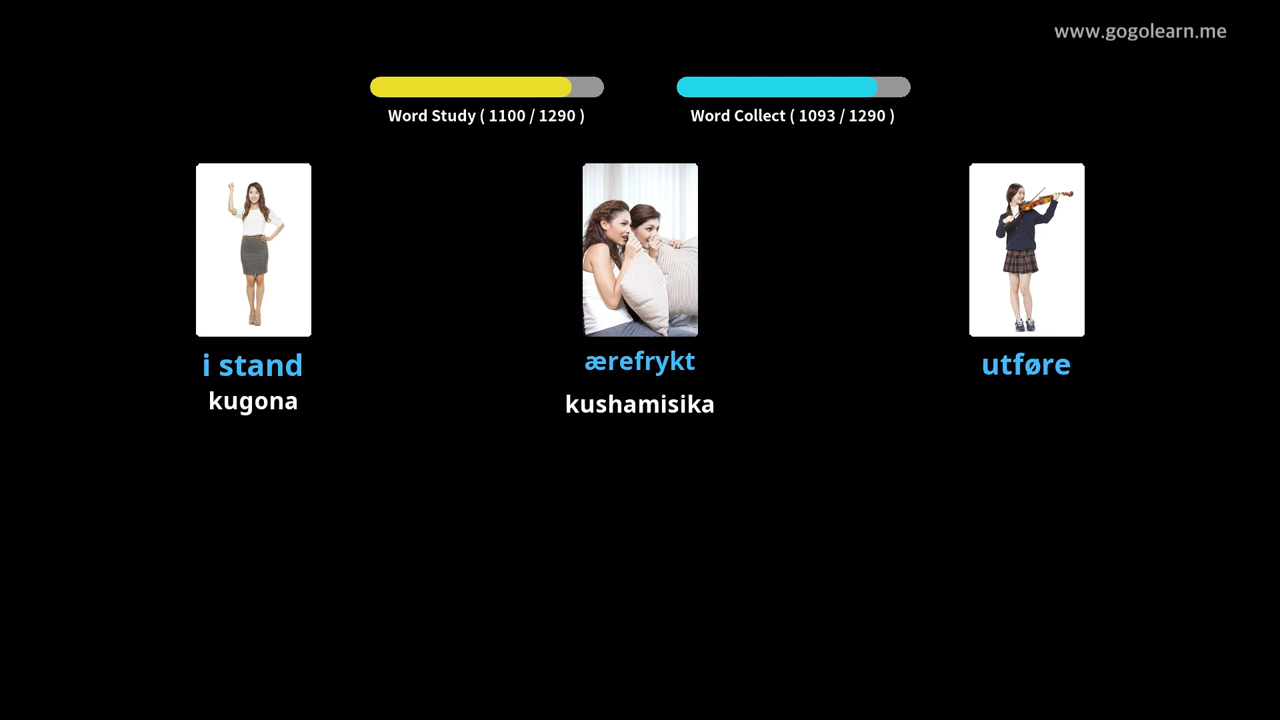 www.gogolearn.me
Word Study ( 1100 / 1290 )
Word Collect ( 1093 / 1290 )
i stand
kugona
ærefrykt
kushamisika
utføre